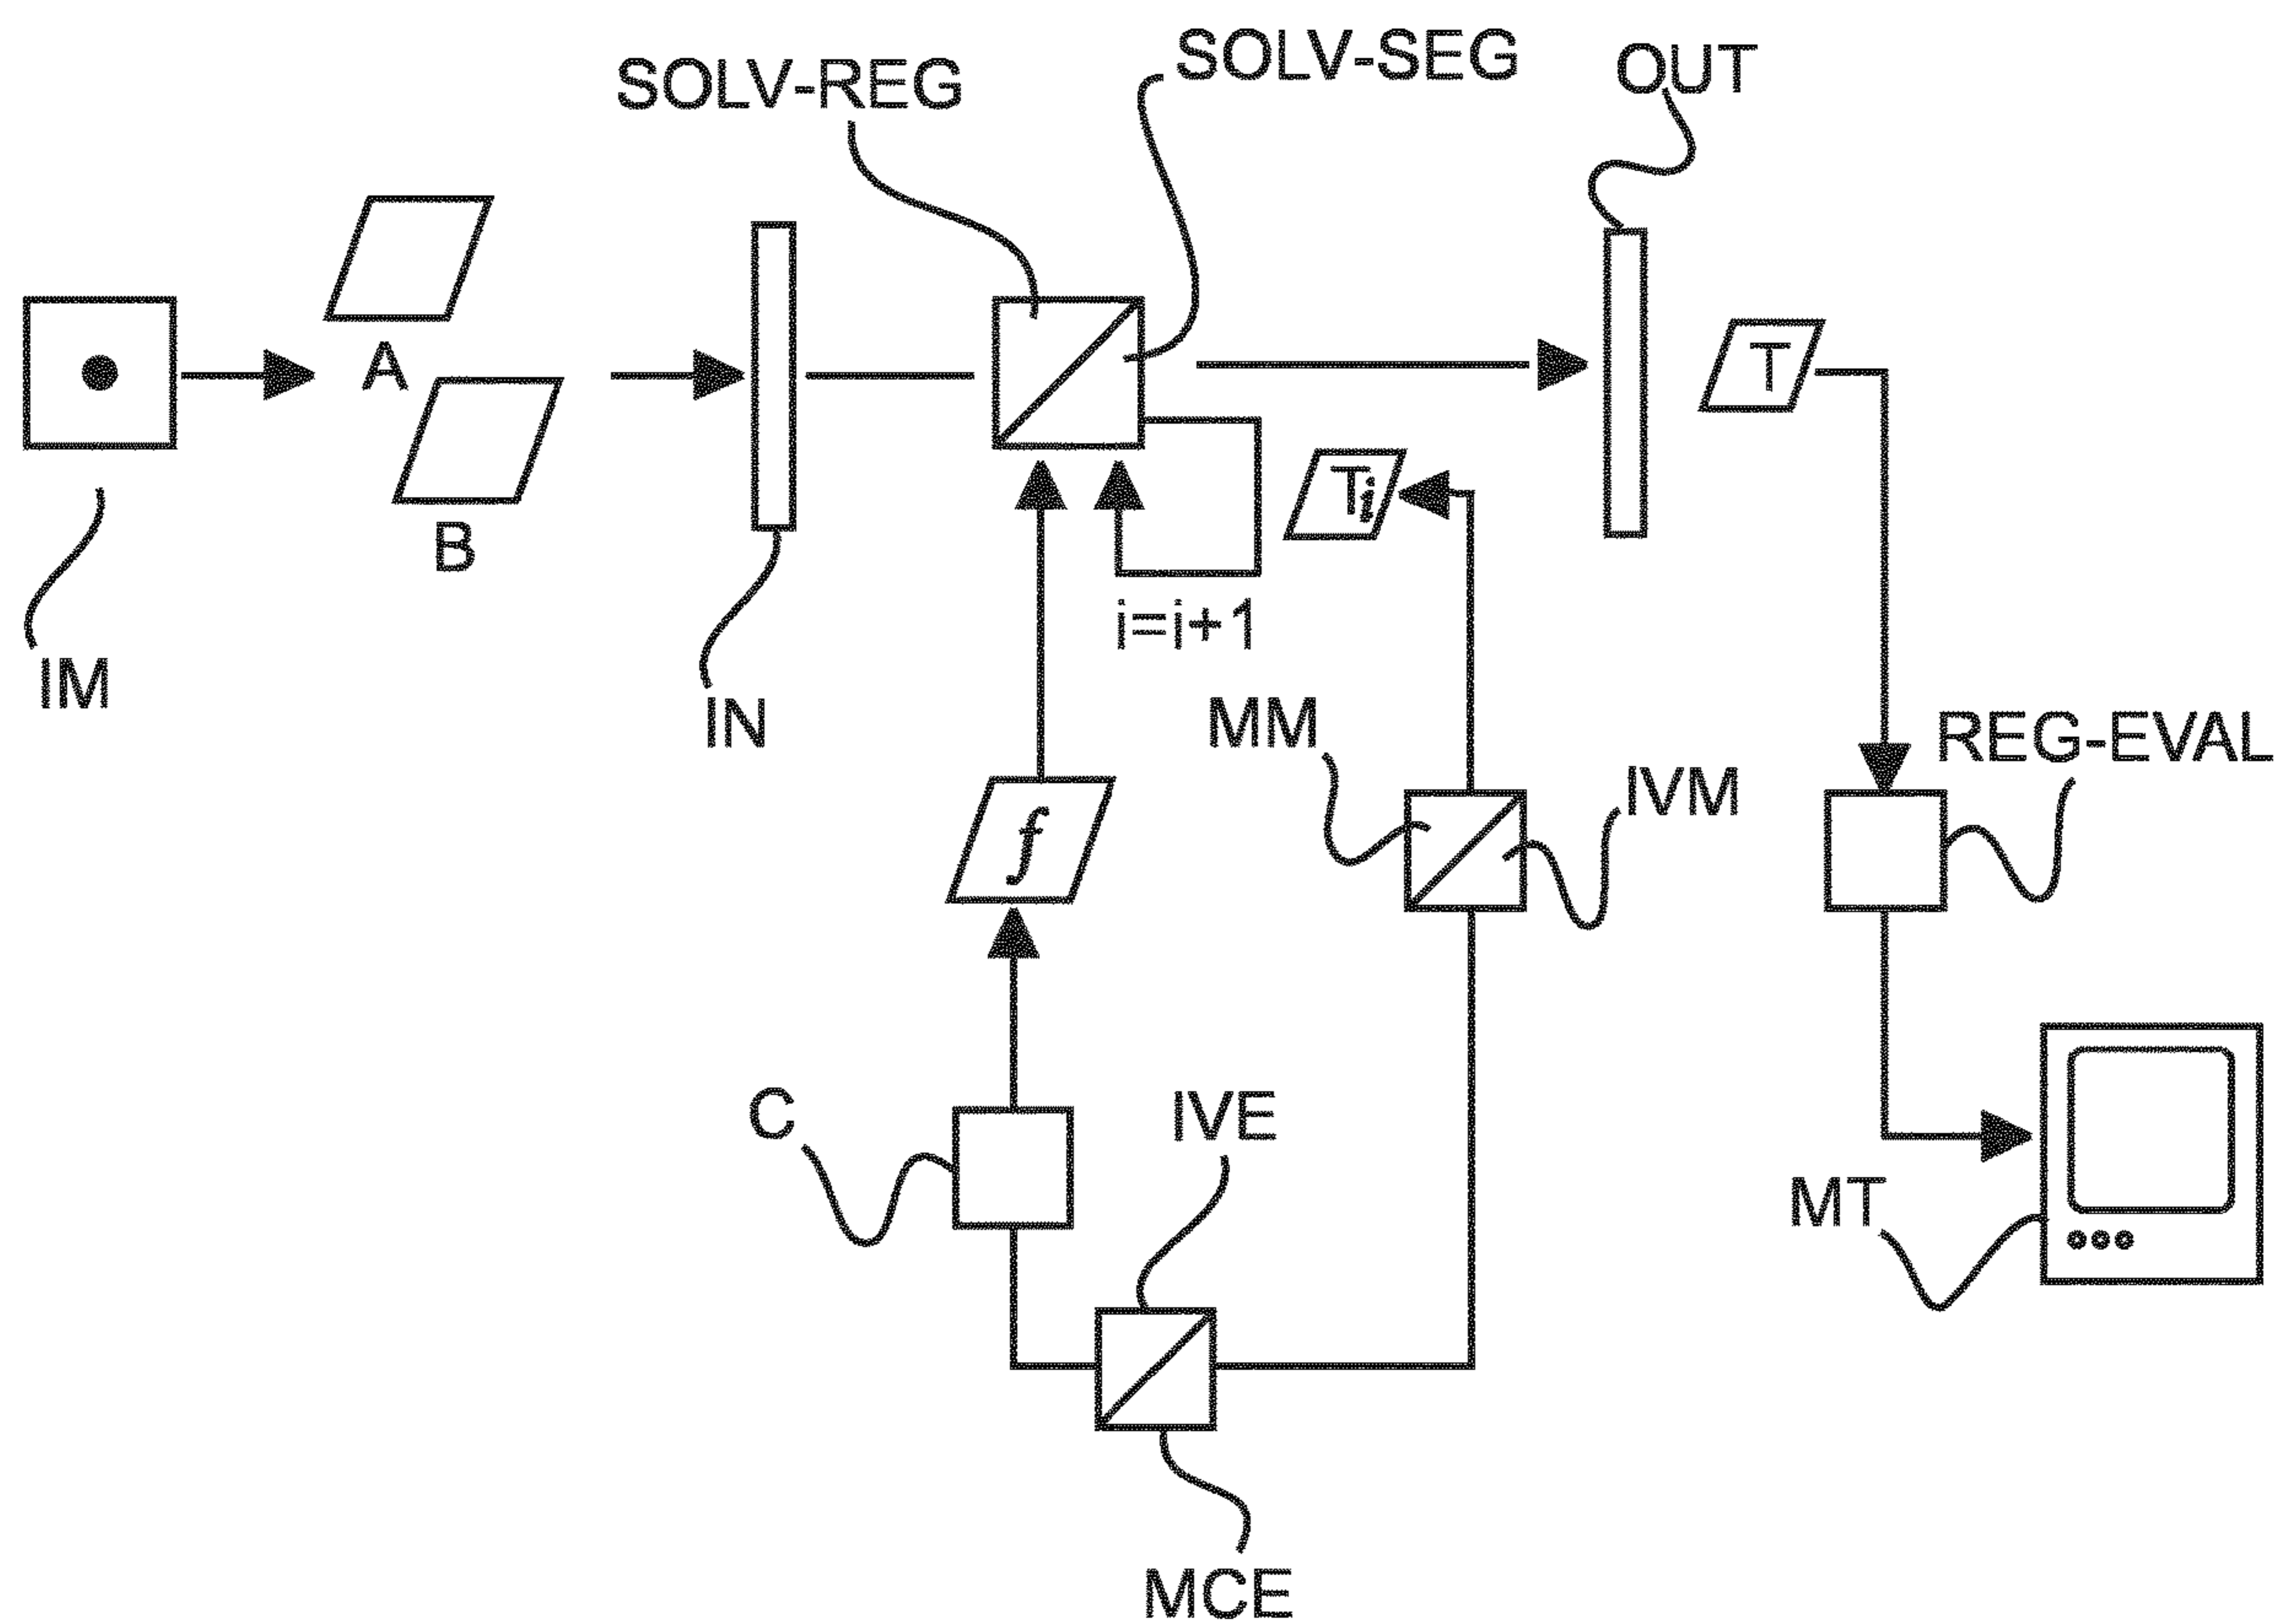 SOLV-REG
SOLV-SEG
OUT
A
B
T
Ti
i=i+1
IM
IN
MM
IVM
REG-EVAL
f
C
IVE
MT
MCE